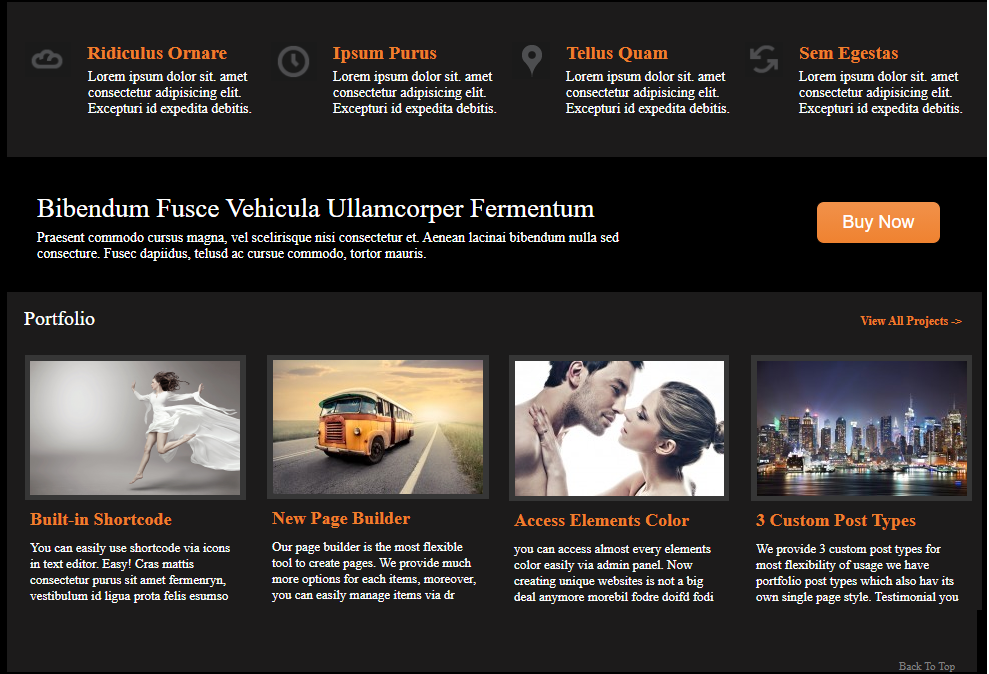 Ridiculus Ornare
Lorem ipsum dolor sit. amet
consectetur adipisicing elit.
Excepturi id expedita debitis.
Ipsum Purus
Lorem ipsum dolor sit. amet
consectetur adipisicing elit.
Excepturi id expedita debitis.
Tellus Quam
Lorem ipsum dolor sit. amet
consectetur adipisicing elit.
Excepturi id expedita debitis.
Sem Egestas
Lorem ipsum dolor sit. amet
consectetur adipisicing elit.
Excepturi id expedita debitis.
Bibendum Fusce Vehicula Ullamcorper Fermentum
Praesent commodo cursus magna, vel scelirisque nisi consectetur et. Aenean lacinai bibendum nulla sed
consecture. Fusec dapiidus, telusd ac cursue commodo, tortor mauris.
Buy Now
Portfolio
View All Projects ->
Built-in Shortcode
You can easily use shortcode via icons
in text editor. Easy! Cras mattis
consectetur purus sit amet fermenryn,
vestibulum id ligua prota felis esumso
New Page Builder
Our page builder is the most flexible
tool to create pages. We provide much
more options for each items, moreover,
you can easily manage items via dr
Access Elements Color
you can access almost every elements
color easily via admin panel. Now
creating unique websites is not a big
deal anymore morebil fodre doifd fodi
3 Custom Post Types
We provide 3 custom post types for
most flexibility of usage we have
portfolio post types which also hav its
own single page style. Testimonial you
Back To Top